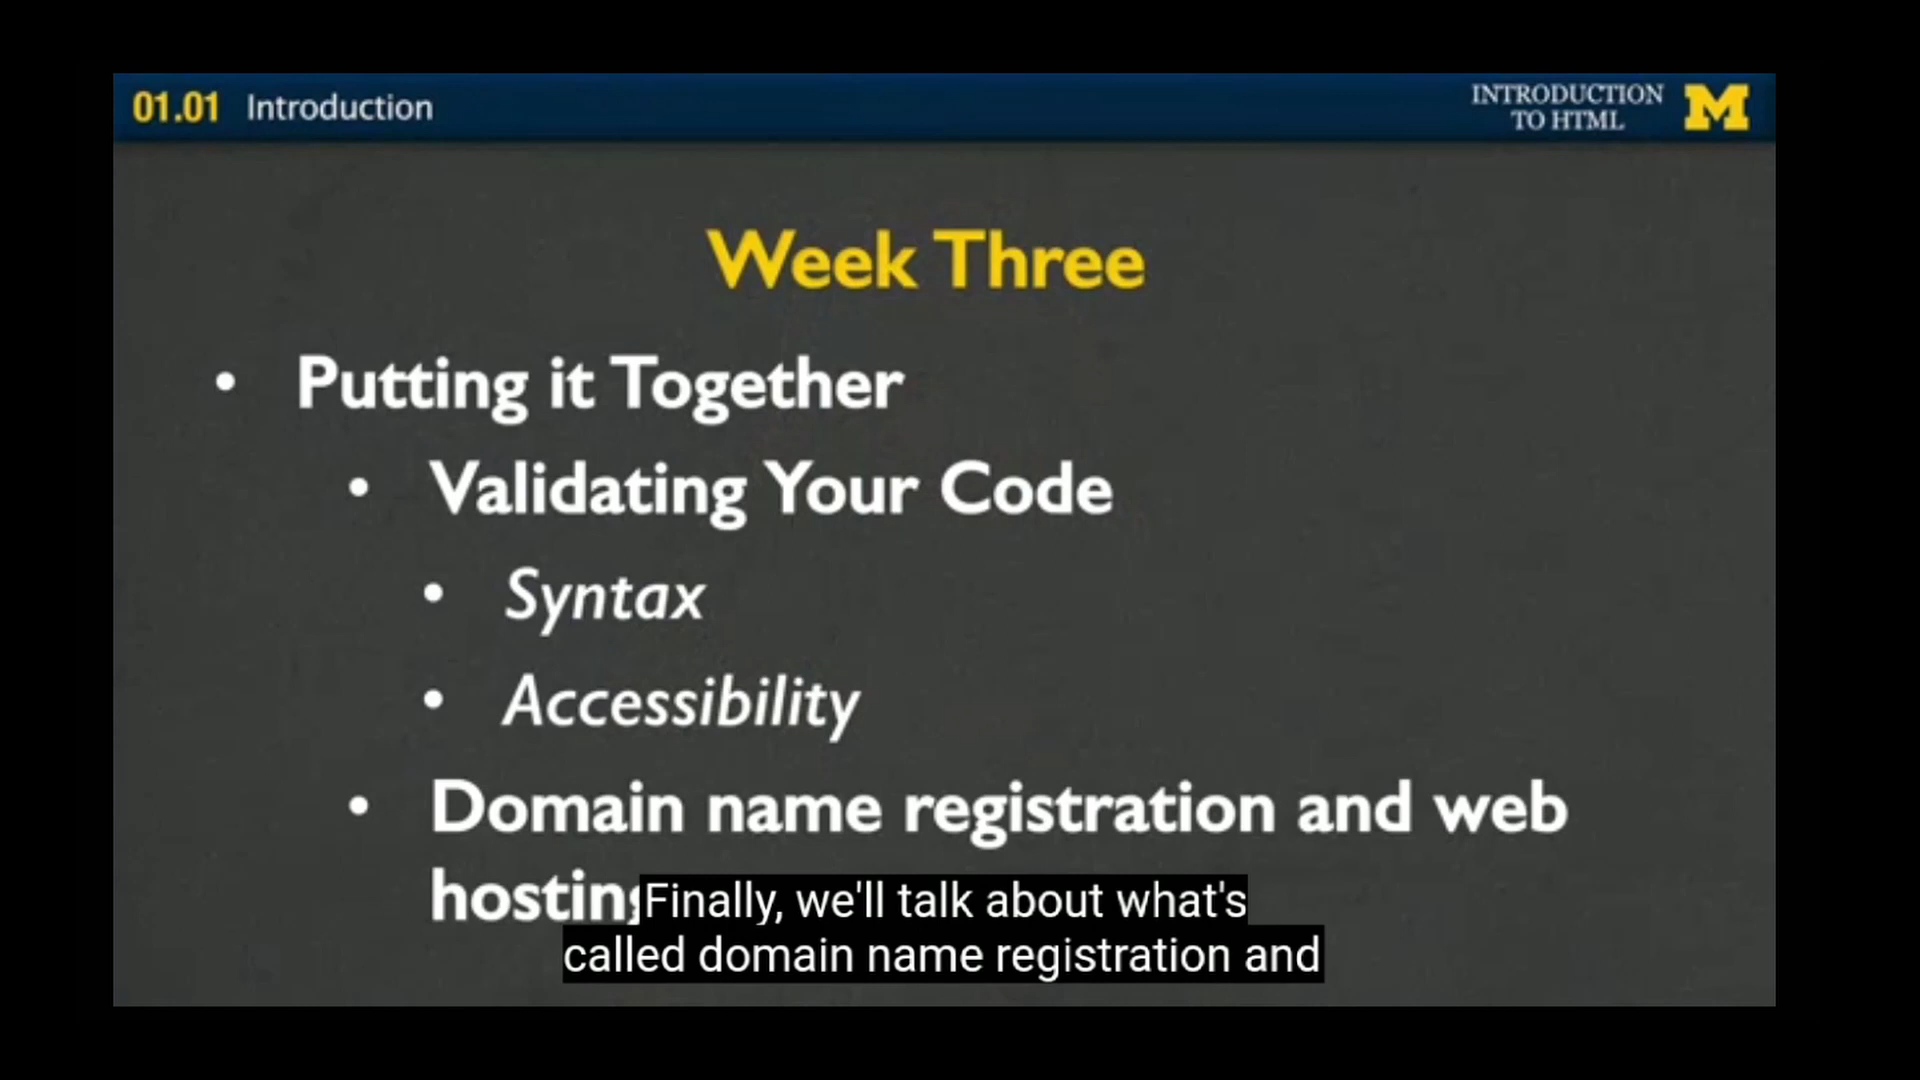 01.01 Introduction
INTRODUCTION
TO HTML
M
Week Three
• Putting it Together
• Validating Your Code
• Syntax
• Accessibility
• Domain name registration and web
hosting
Finally, we'll talk about what's
called domain name registration and